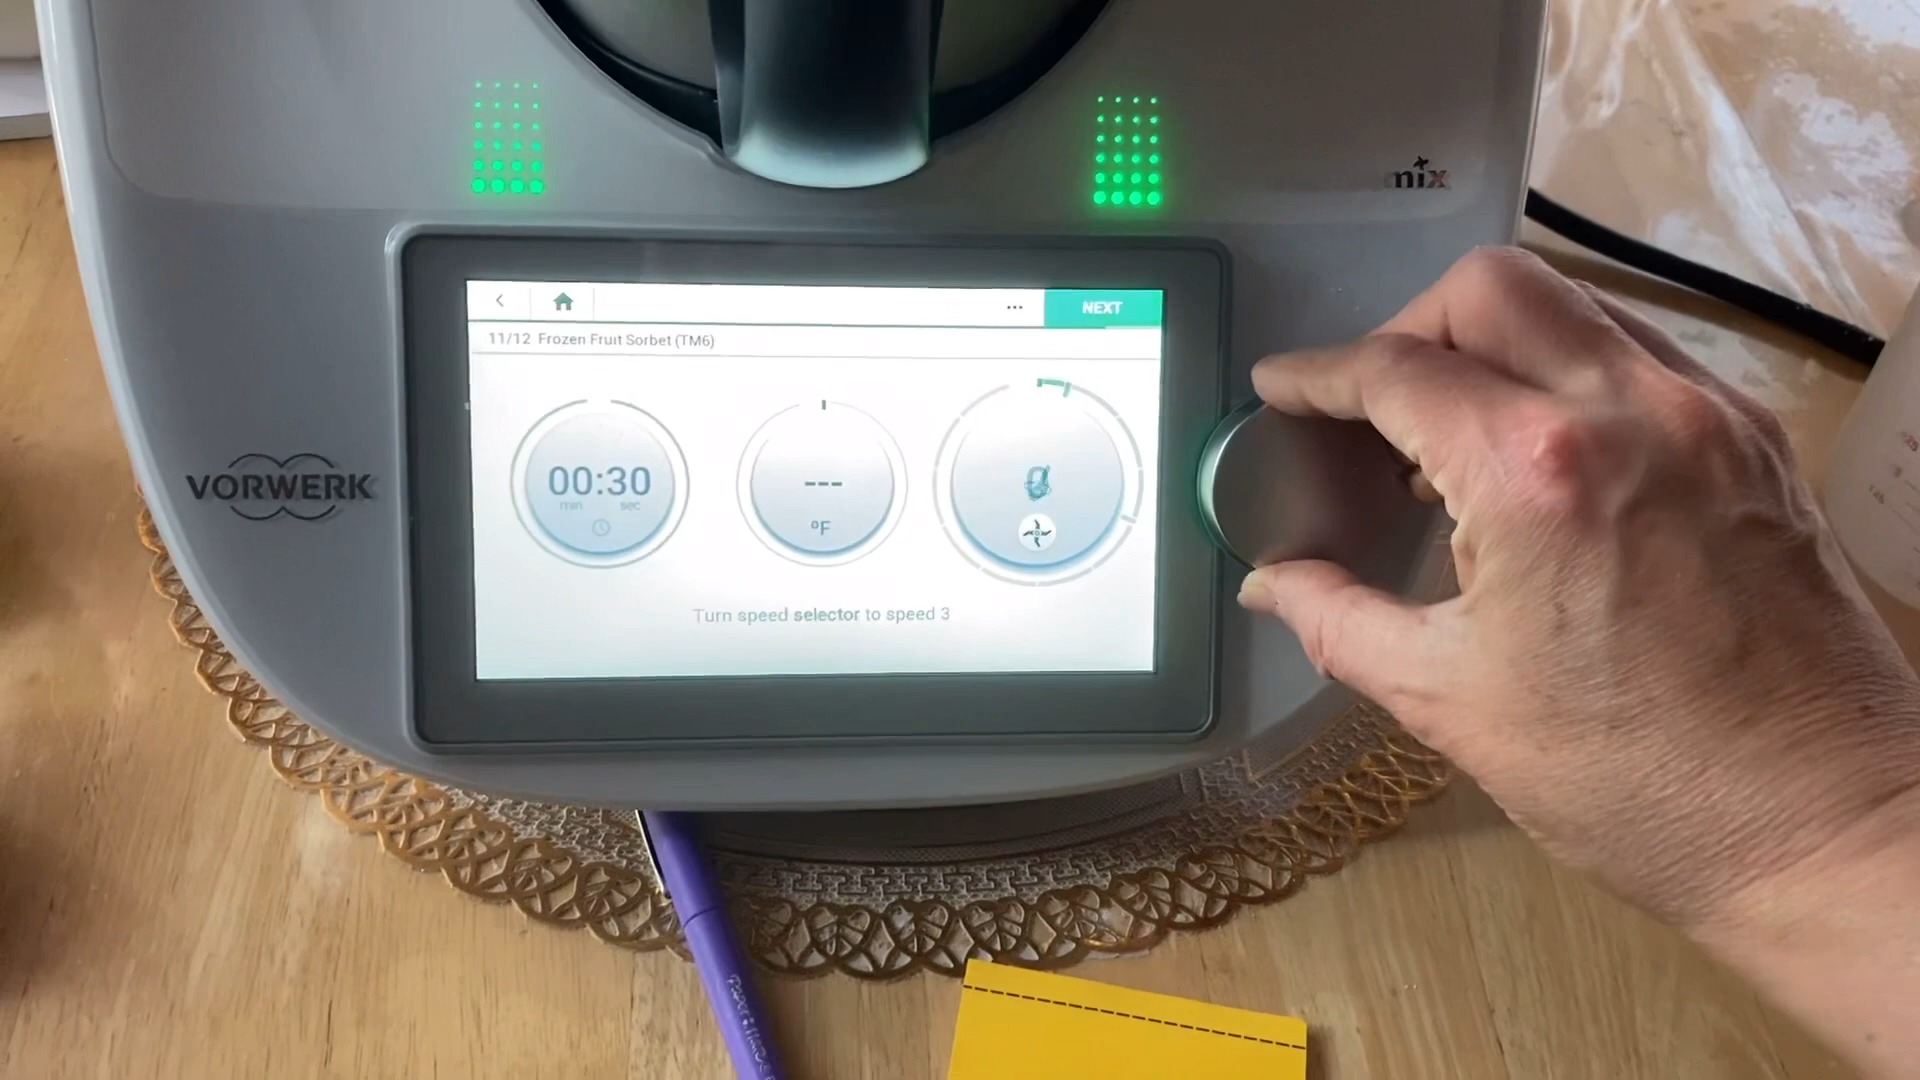 mix
NEXT
11/12 Frozen Fruit Sorbet (TM6)
00:30
min sec
---
°F
VORWERK
Turn speed selector to speed 3